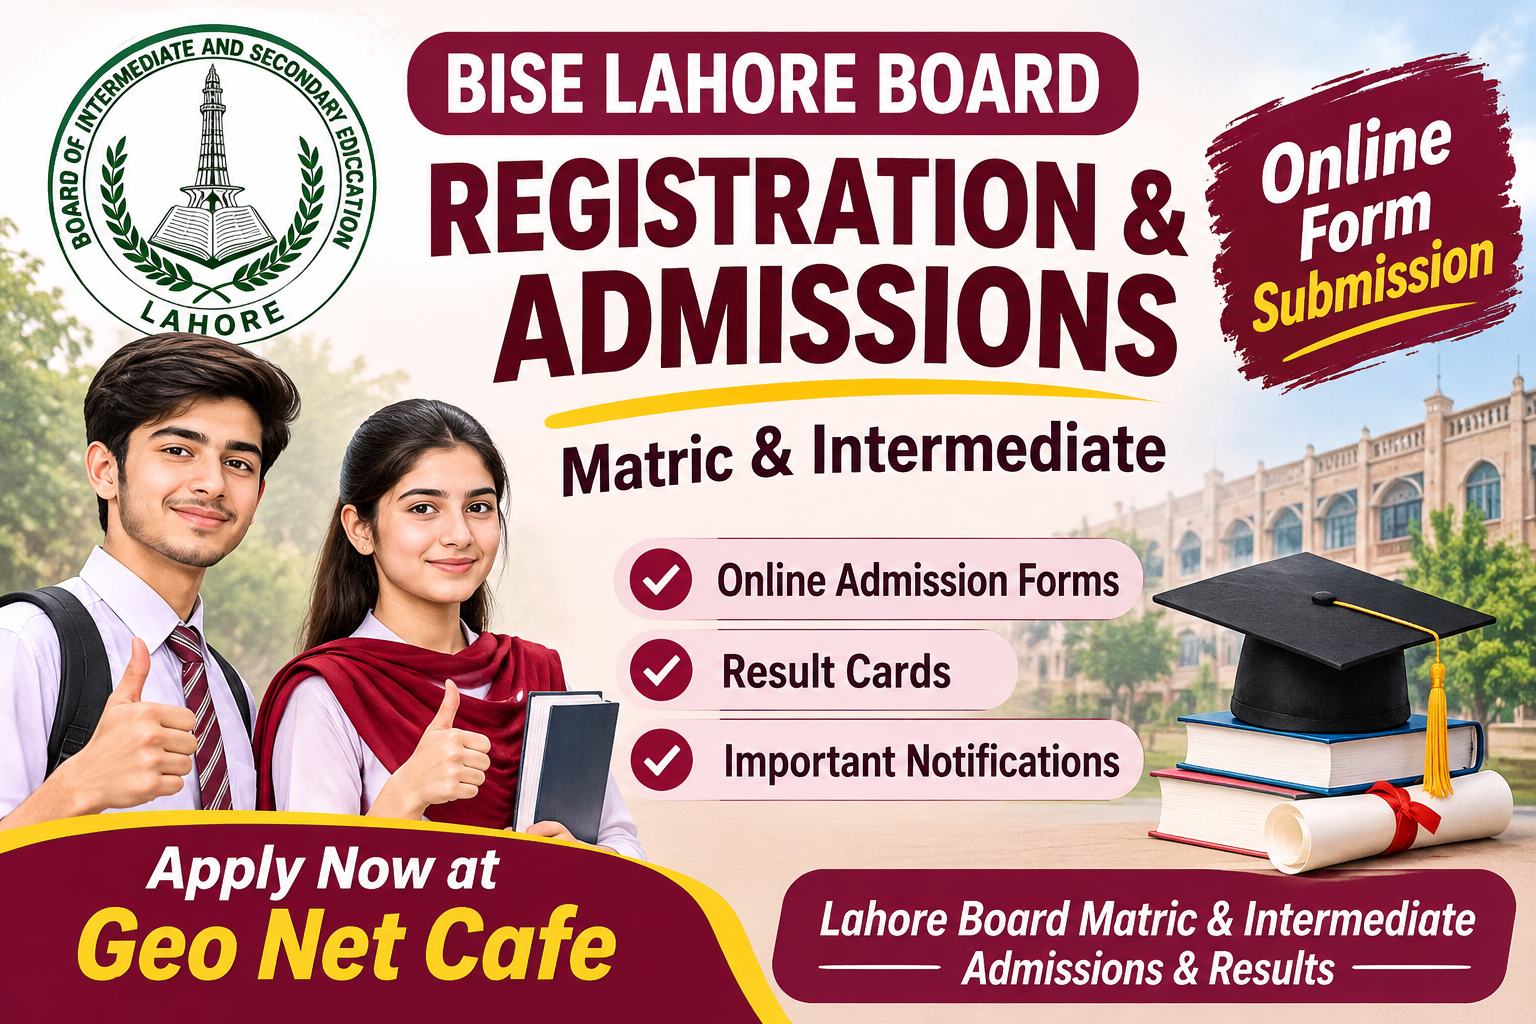 BOARD OF INTERMEDIATE AND SECONDARY EDICCATION
LAHORE
BISE LAHORE BOARD
REGISTRATION &
ADMISSIONS
Matric & Intermediate
Online
Form
Submission
Online Admission Forms
Result Cards
Important Notifications
Apply Now at
Geo Net Cafe
Lahore Board Matric & Intermediate
Admissions & Results